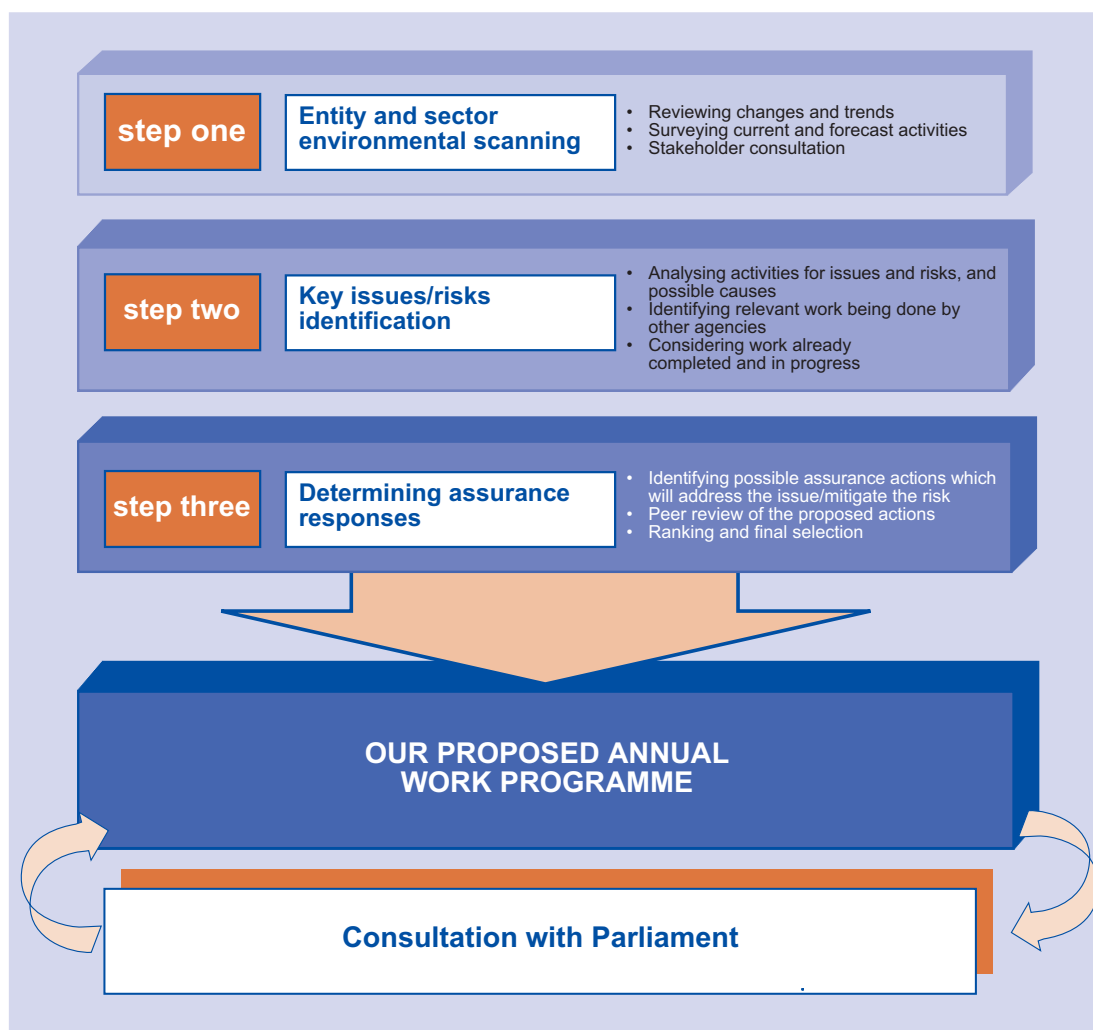 step one
Entity and sector
environmental scanning
• Reviewing changes and trends
• Surveying current and forecast activities
• Stakeholder consultation
step two
Key issues/risks
identification
• Analysing activities for issues and risks, and
possible causes
• Identifying relevant work being done by
other agencies
• Considering work already
completed and in progress
step three
Determining assurance
responses
• Identifying possible assurance actions which
will address the issue/mitigate the risk
• Peer review of the proposed actions
• Ranking and final selection
OUR PROPOSED ANNUAL
WORK PROGRAMME
Consultation with Parliament
.